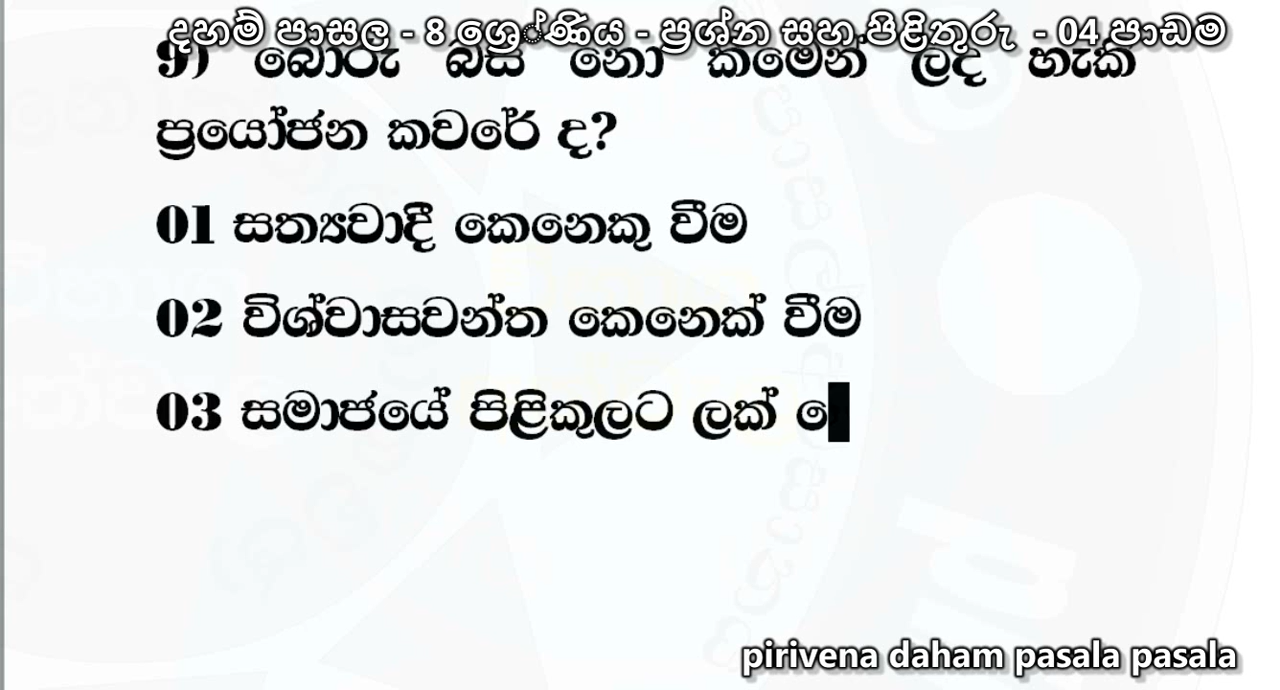 දහම් පාසල - 8 ශ්‍රේණිය - ප්‍රශ්න සහ පිළිතුරු - 04 පාඩම
9) බොරු බස් නො කීමෙන් ලද හැකි
ප්‍රයෝජන කවරේ ද?
01 සත්‍යවාදී කෙනෙකු වීම
02 විශ්වාසවන්ත කෙනෙක් වීම
03 සමාජයේ පිළිකුලට ලක් ෙ
pirivena daham pasala pasala